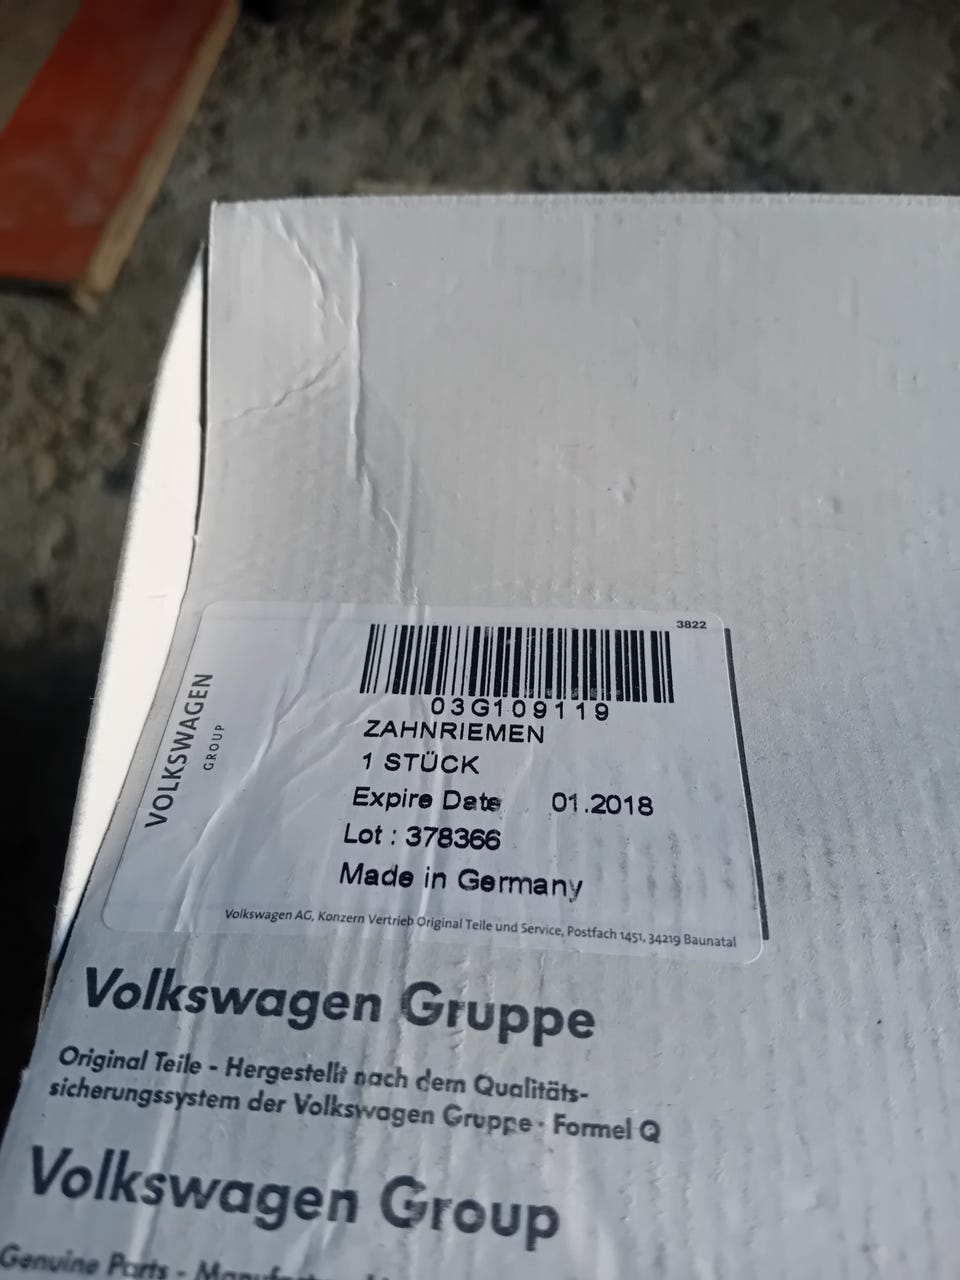 3822
03G109119
ZAHNRIEMEN
1 STÜCK
Expire Date 01.2018
Lot : 378366
Made in Germany
VOLKSWAGEN
GROUP
Volkswagen AG, Konzern Vertrieb Original Teile und Service, Postfach 1451, 34219 Baunatal
Volkswagen Gruppe
Original Teile - Hergestellt nach dem Qualitäts-
sicherungssystem der Volkswagen Gruppe · Formel Q
Volkswagen Group
Genuine Parts -